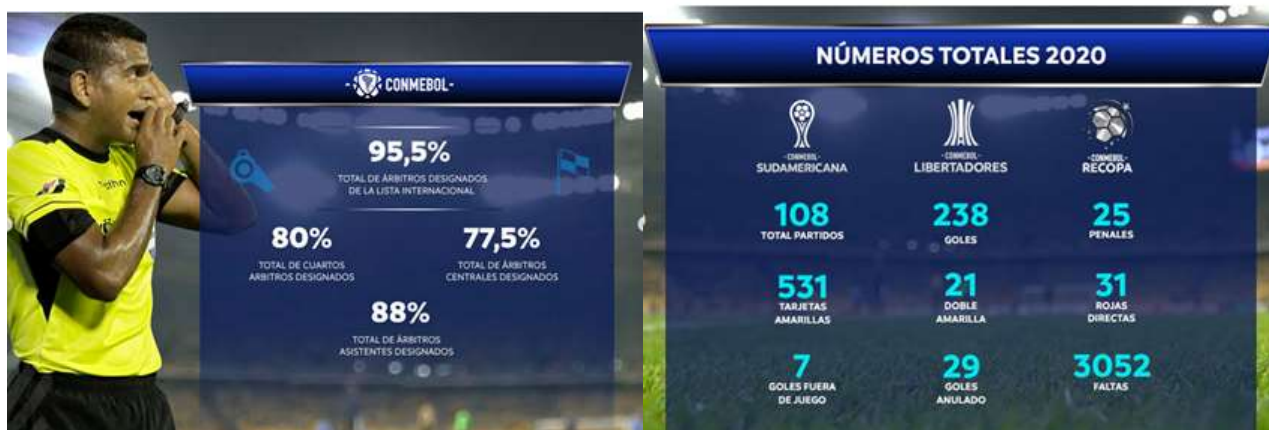 -CONMEBOL-
95,5%
TOTAL DE ÁRBITROS DESIGNADOS
DE LA LISTA INTERNACIONAL
80%
TOTAL DE CUARTOS
ÁRBITROS DESIGNADOS
77,5%
TOTAL DE ÁRBITROS
CENTRALES DESIGNADOS
88%
TOTAL DE ÁRBITROS
ASISTENTES DESIGNADOS
NÚMEROS TOTALES 2020
-CONMEBOL-
SUDAMERICANA
-CONMEBOL-
LIBERTADORES
-CONMEBOL-
RECOPA
108
TOTAL PARTIDOS
238
GOLES
25
PENALES
531
TARJETAS
AMARILLAS
21
DOBLE
AMARILLA
31
ROJAS
DIRECTAS
7
GOLES FUERA
DE JUEGO
29
GOLES
ANULADO
3052
FALTAS